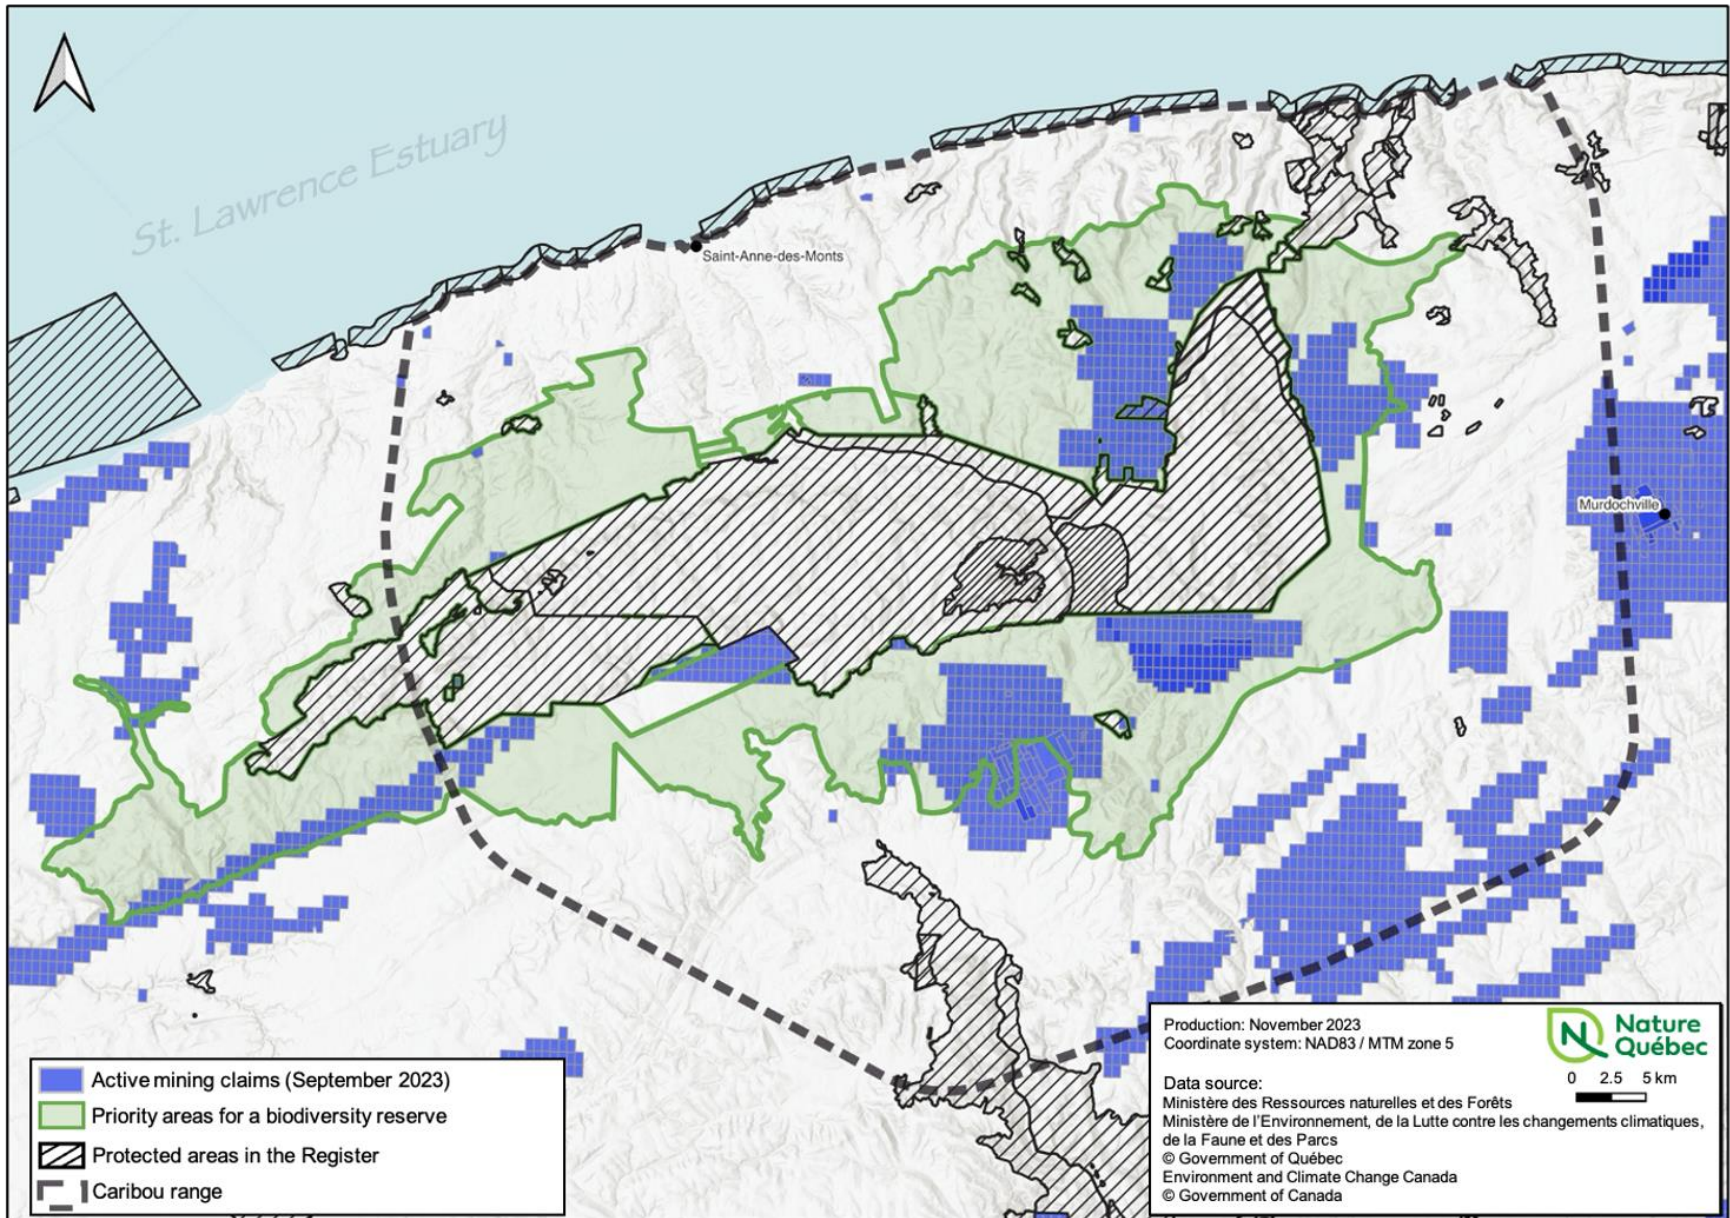 St. Lawrence Estuary
Saint-Anne-des-Monts
Murdochville
Active mining claims (September 2023)
Priority areas for a biodiversity reserve
Protected areas in the Register
Caribou range
Production: November 2023
Coordinate system: NAD83 / MTM zone 5
Nature
Québec
0 2.5 5 km
Data source:
Ministère des Ressources naturelles et des Forêts
Ministère de l'Environnement, de la Lutte contre les changements climatiques,
de la Faune et des Parcs
© Government of Québec
Environment and Climate Change Canada
© Government of Canada